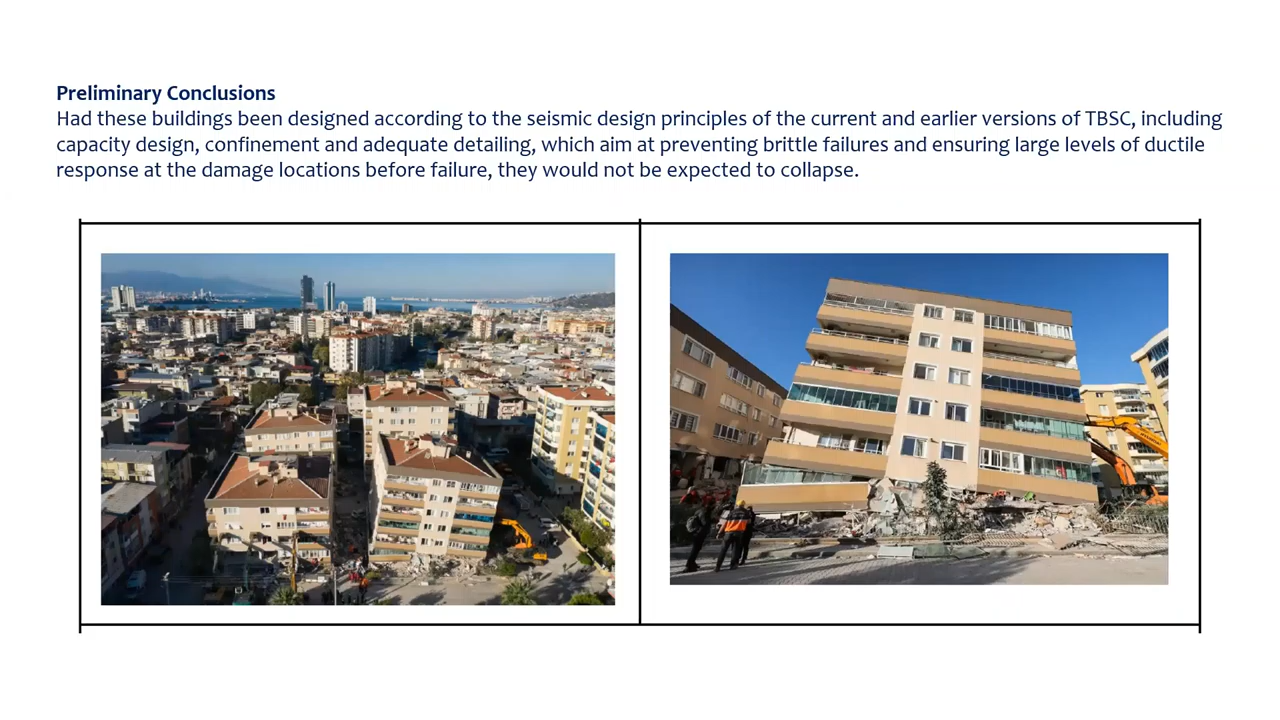 Preliminary Conclusions
Had these buildings been designed according to the seismic design principles of the current and earlier versions of TBSC, including
capacity design, confinement and adequate detailing, which aim at preventing brittle failures and ensuring large levels of ductile
response at the damage locations before failure, they would not be expected to collapse.